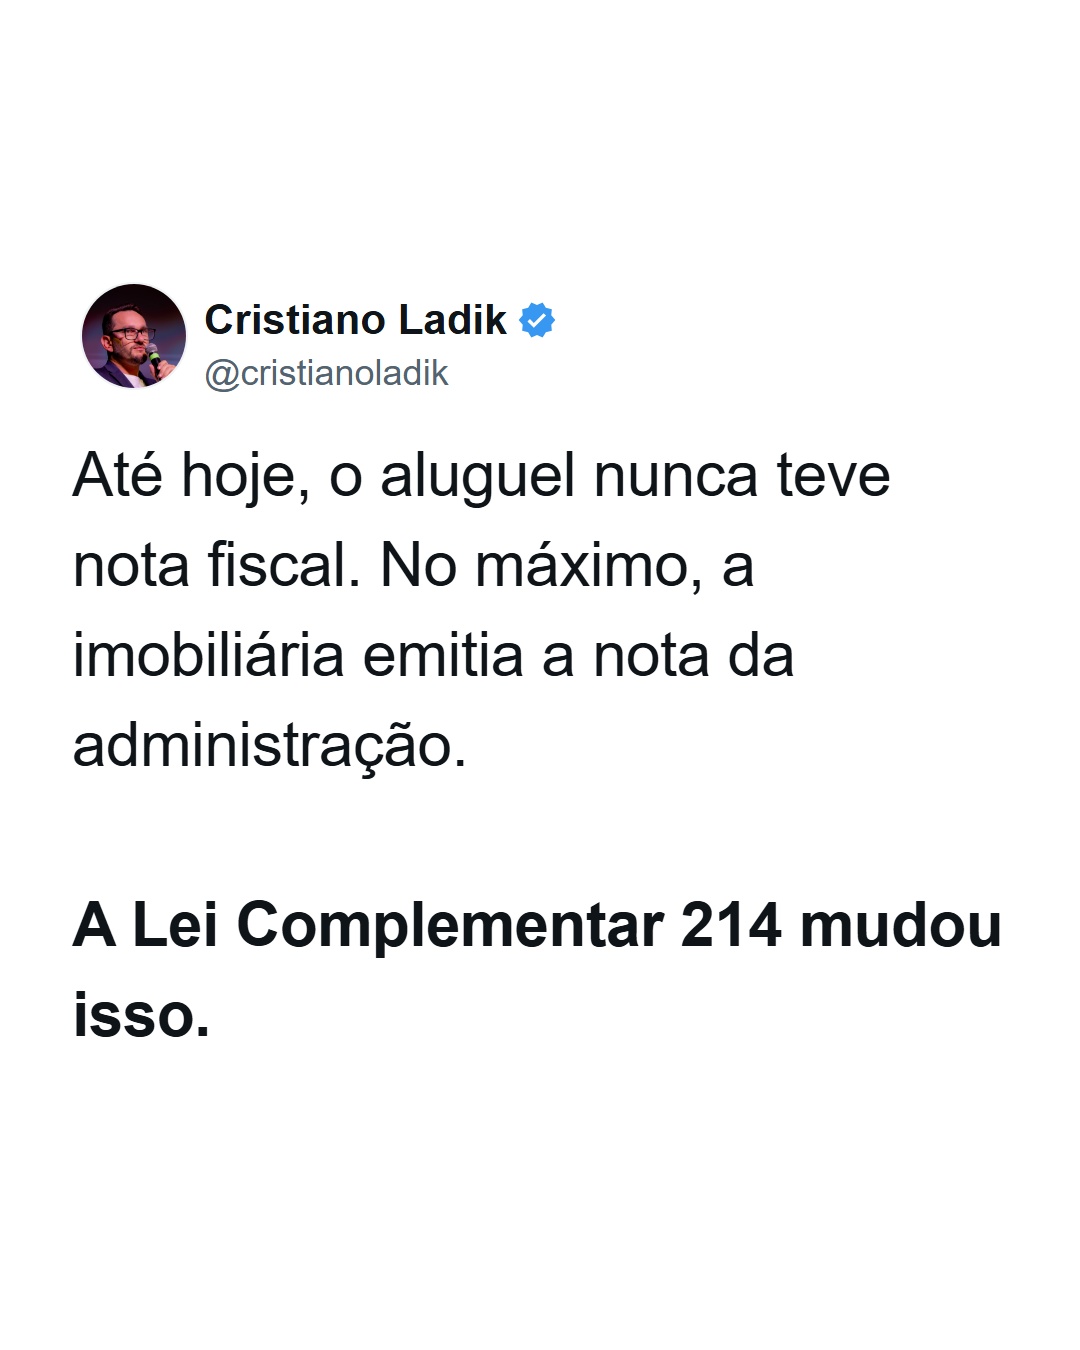 Cristiano Ladik
@cristianoladik
Até hoje, o aluguel nunca teve
nota fiscal. No máximo, a
imobiliária emitia a nota da
administração.
A Lei Complementar 214 mudou
isso.